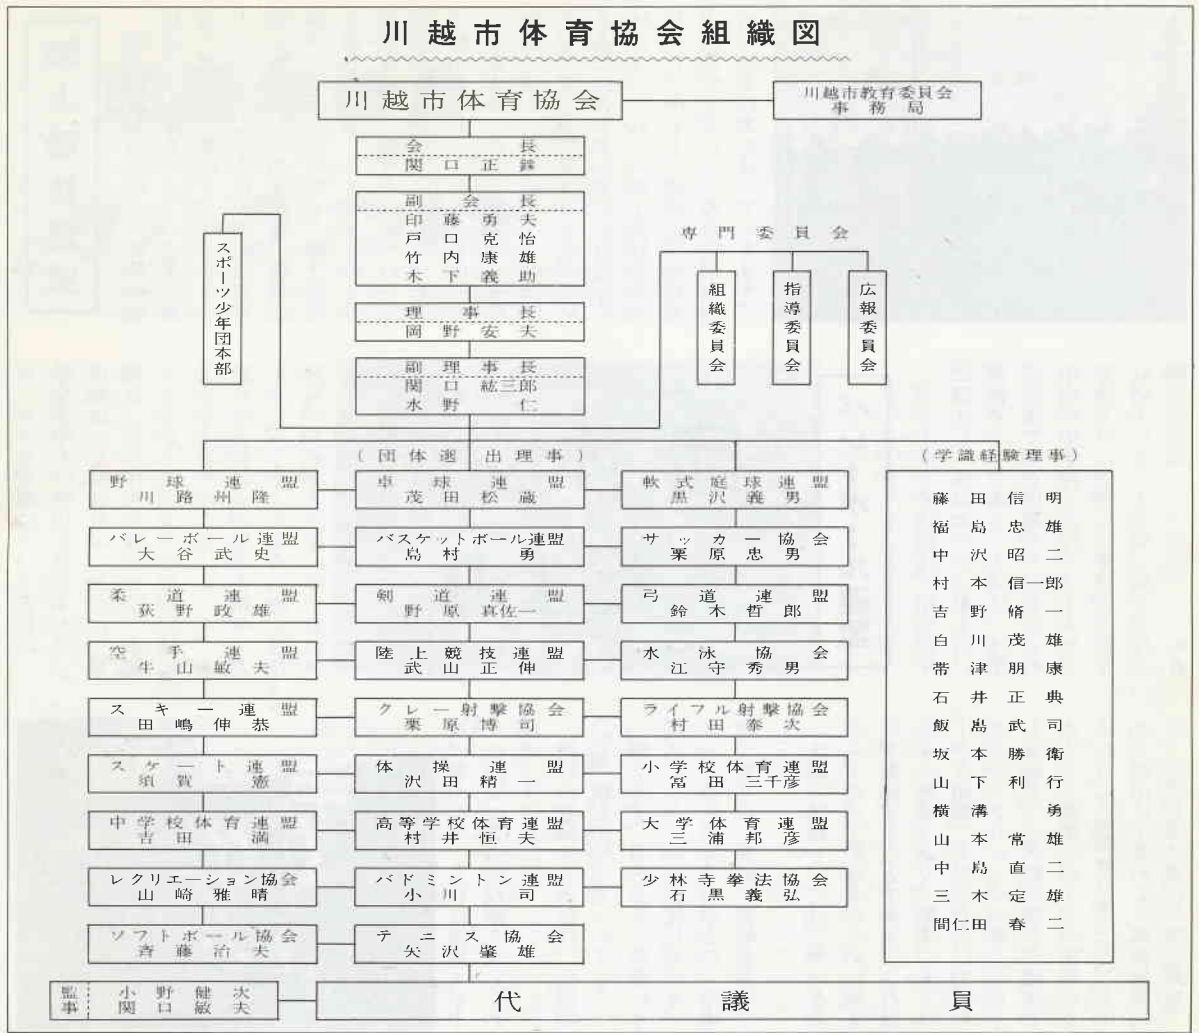 川越市体育協会組織図
川越市体育協会
川越市教育委員会
事務局
会長
関口正
副会長
印藤勇夫
戸口克怡
竹内康雄
木下義助
理事長
岡野安夫
副理事長
関口紘三郎
水野仁
スポーツ少年団本部
専門委員会
組織委員会
指導委員会
広報委員会
(団体選出理事)
(学識経験理事)
野球連盟
川路州隆
卓球連盟
茂田松蔵
軟式庭球連盟
黒沢義男
バレーボール連盟
大谷武史
バスケットボール連盟
島村勇
サッカー協会
栗原忠男
柔道連盟
荻野政雄
剣道連盟
野原真佐一
弓道連盟
鈴木哲郎
空手連盟
牛山敏夫
陸上競技連盟
武山正伸
水泳協会
江守秀男
スキー連盟
田嶋伸恭
クレー射撃協会
栗原博司
ライフル射撃協会
村田泰次
スケート連盟
須賀憲
体操連盟
沢田精一
小学校体育連盟
冨田三千彦
中学校体育連盟
吉田満
高等学校体育連盟
村井恒夫
大学体育連盟
三浦邦彦
レクリエーション協会
山崎雅晴
バドミントン連盟
小川司
少林寺拳法協会
石黒義弘
ソフトボール協会
斉藤治夫
テニス協会
矢沢肇雄
藤田信明
福島忠雄
中沢昭二
村本信一郎
吉野脩一
白川茂雄
帯津朋康
石井正典
飯島武司
坂本勝衛
山下利行
横溝勇
山本常雄
中島直二
三木定雄
間仁田春二
監事
小野健次
関口敏夫
代議員